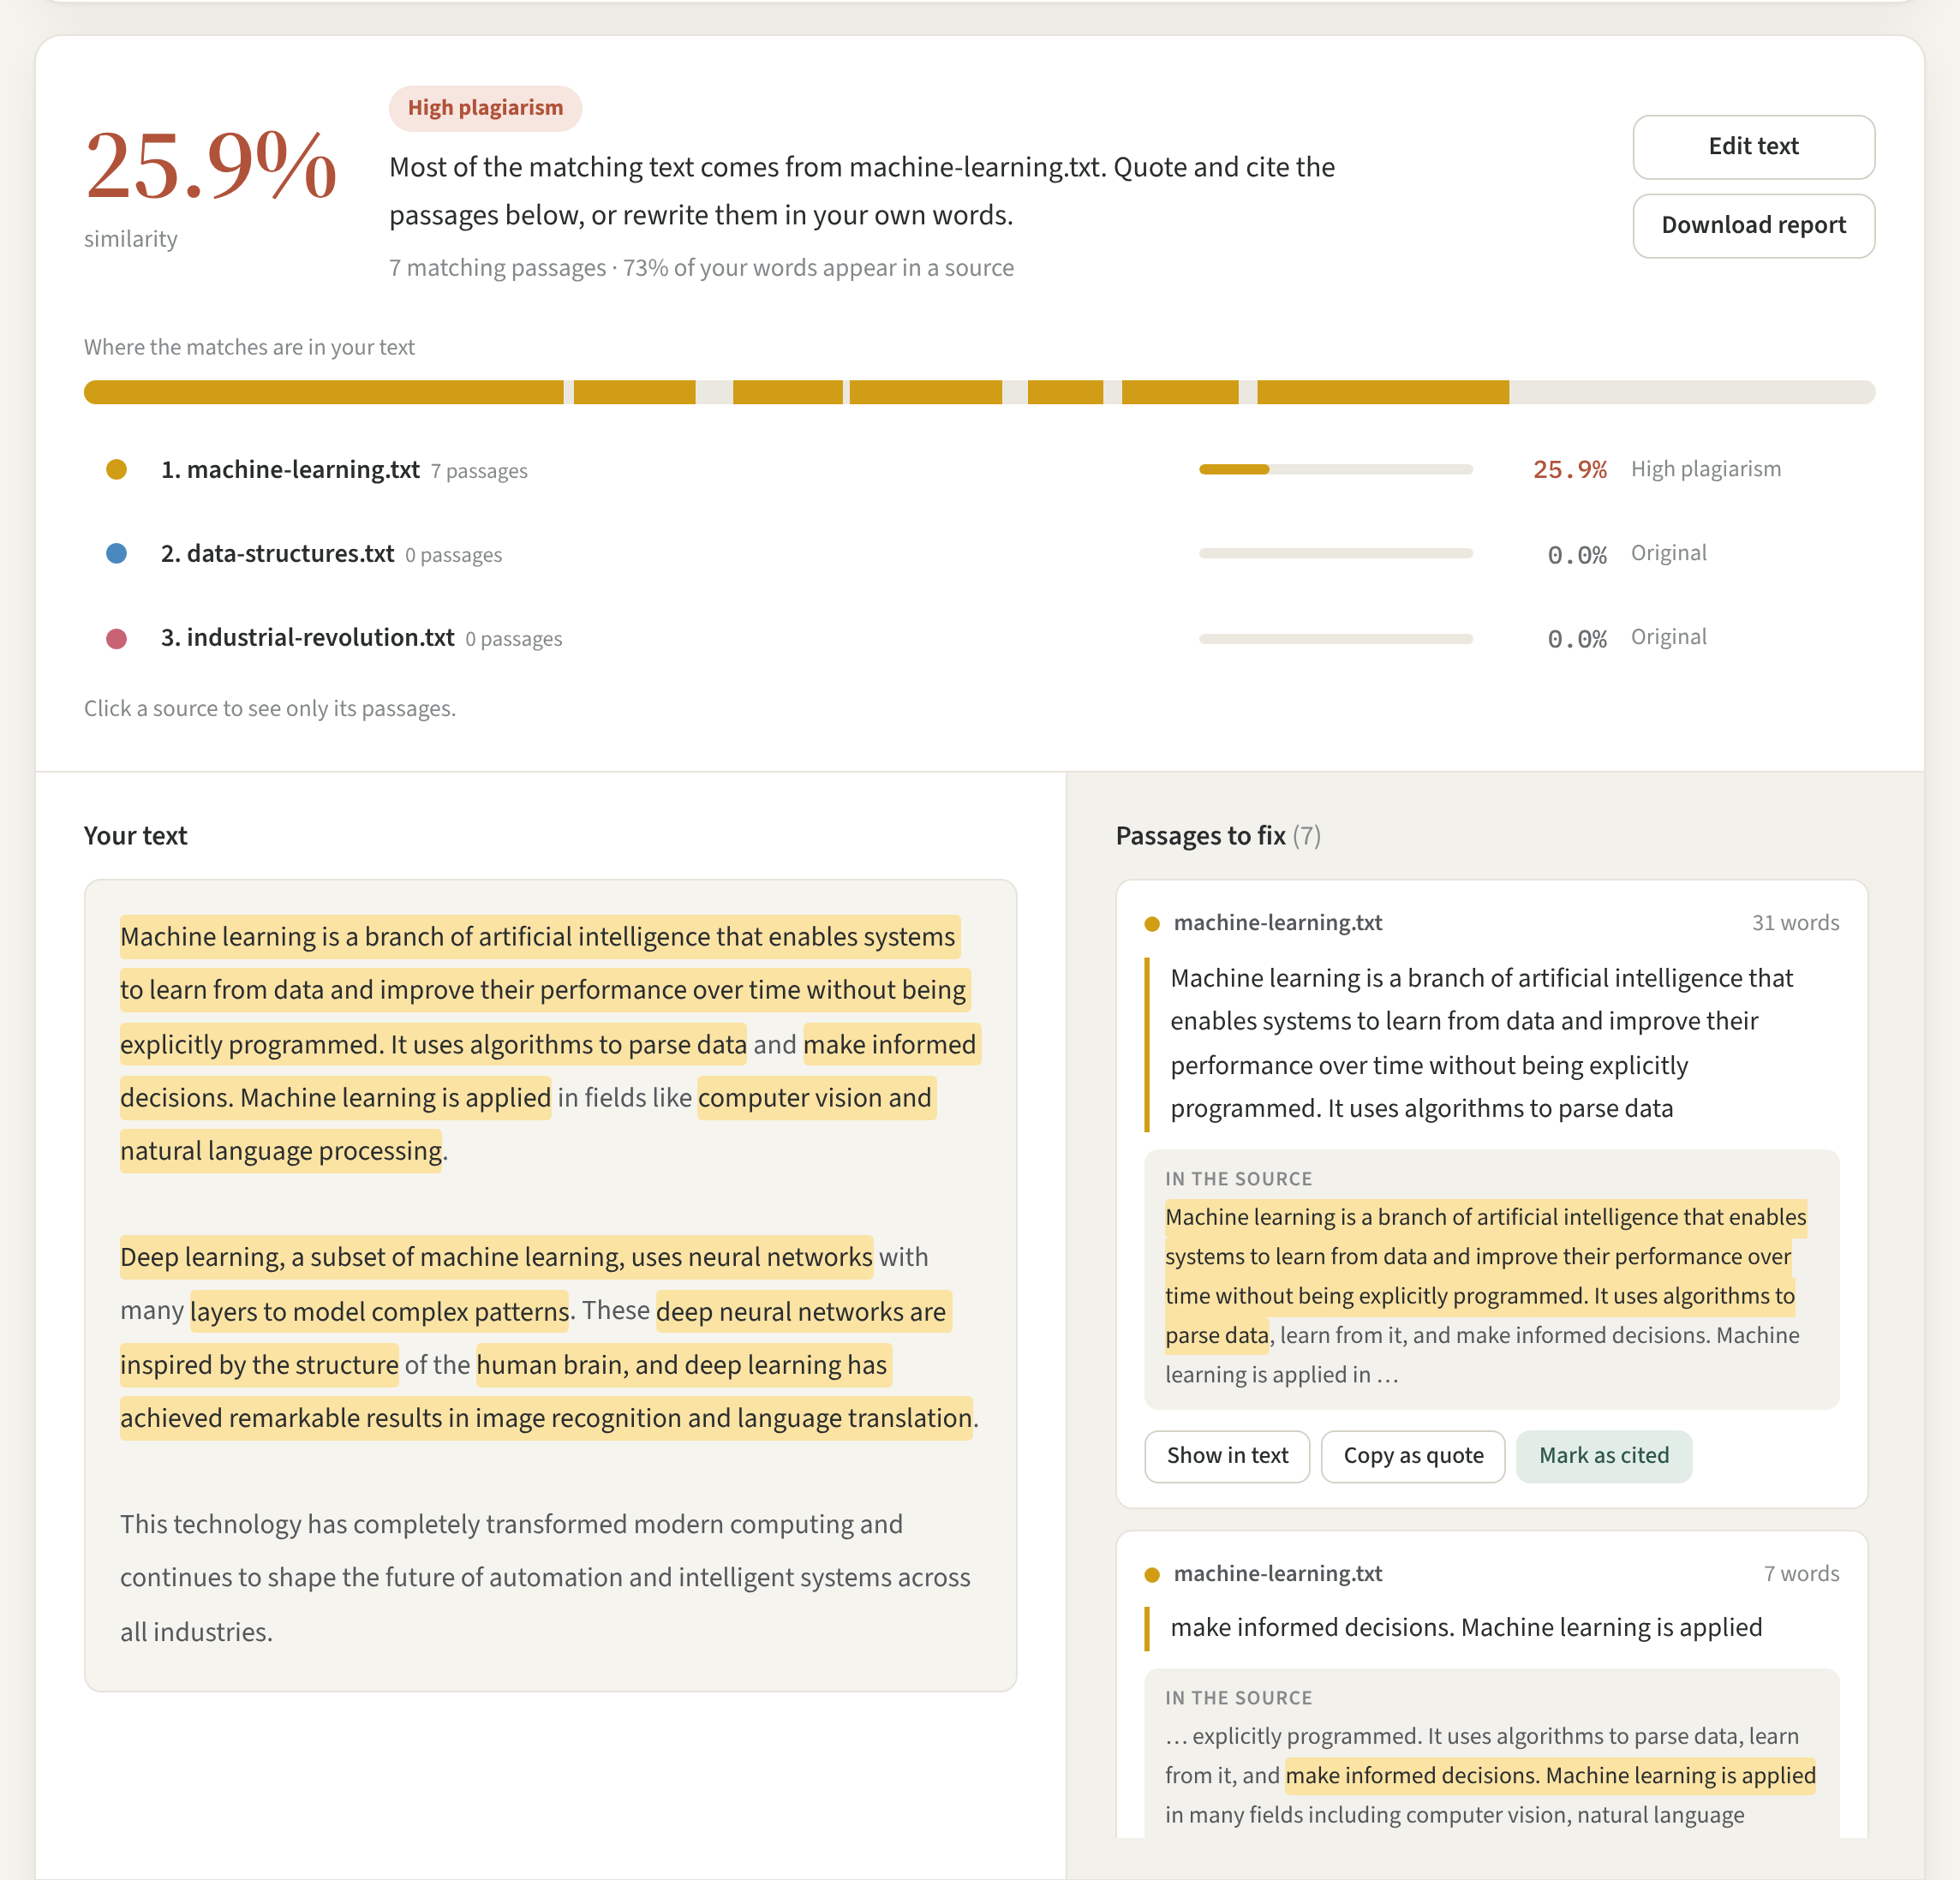 25.9%
similarity
High plagiarism
Most of the matching text comes from machine-learning.txt. Quote and cite the
passages below, or rewrite them in your own words.
7 matching passages · 73% of your words appear in a source
Edit text
Download report
Where the matches are in your text
1. machine-learning.txt 7 passages 25.9% High plagiarism
2. data-structures.txt 0 passages 0.0% Original
3. industrial-revolution.txt 0 passages 0.0% Original
Click a source to see only its passages.
Your text
Machine learning is a branch of artificial intelligence that enables systems
to learn from data and improve their performance over time without being
explicitly programmed. It uses algorithms to parse data and make informed
decisions. Machine learning is applied in fields like computer vision and
natural language processing.
Deep learning, a subset of machine learning, uses neural networks with
many layers to model complex patterns. These deep neural networks are
inspired by the structure of the human brain, and deep learning has
achieved remarkable results in image recognition and language translation.
This technology has completely transformed modern computing and
continues to shape the future of automation and intelligent systems across
all industries.
Passages to fix (7)
machine-learning.txt 31 words
Machine learning is a branch of artificial intelligence that
enables systems to learn from data and improve their
performance over time without being explicitly
programmed. It uses algorithms to parse data
IN THE SOURCE
Machine learning is a branch of artificial intelligence that enables
systems to learn from data and improve their performance over
time without being explicitly programmed. It uses algorithms to
parse data, learn from it, and make informed decisions. Machine
learning is applied in …
Show in text Copy as quote Mark as cited
machine-learning.txt 7 words
make informed decisions. Machine learning is applied
IN THE SOURCE
… explicitly programmed. It uses algorithms to parse data, learn
from it, and make informed decisions. Machine learning is applied
in many fields including computer vision, natural language